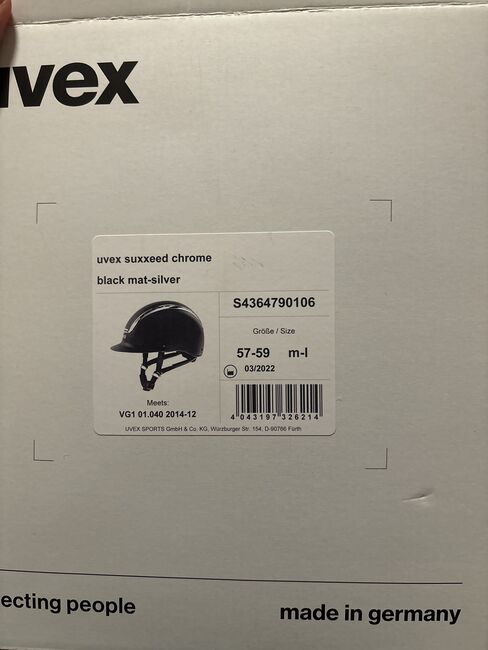 uvex
uvex suxxeed chrome
black mat-silver
S4364790106
Größe / Size
57-59 m-l
03/2022
Meets:
VG1 01.040 2014-12
4 043197 326214
UVEX SPORTS GmbH & Co. KG, Würzburger Str. 154, D-90766 Fürth
ecting people
made in germany